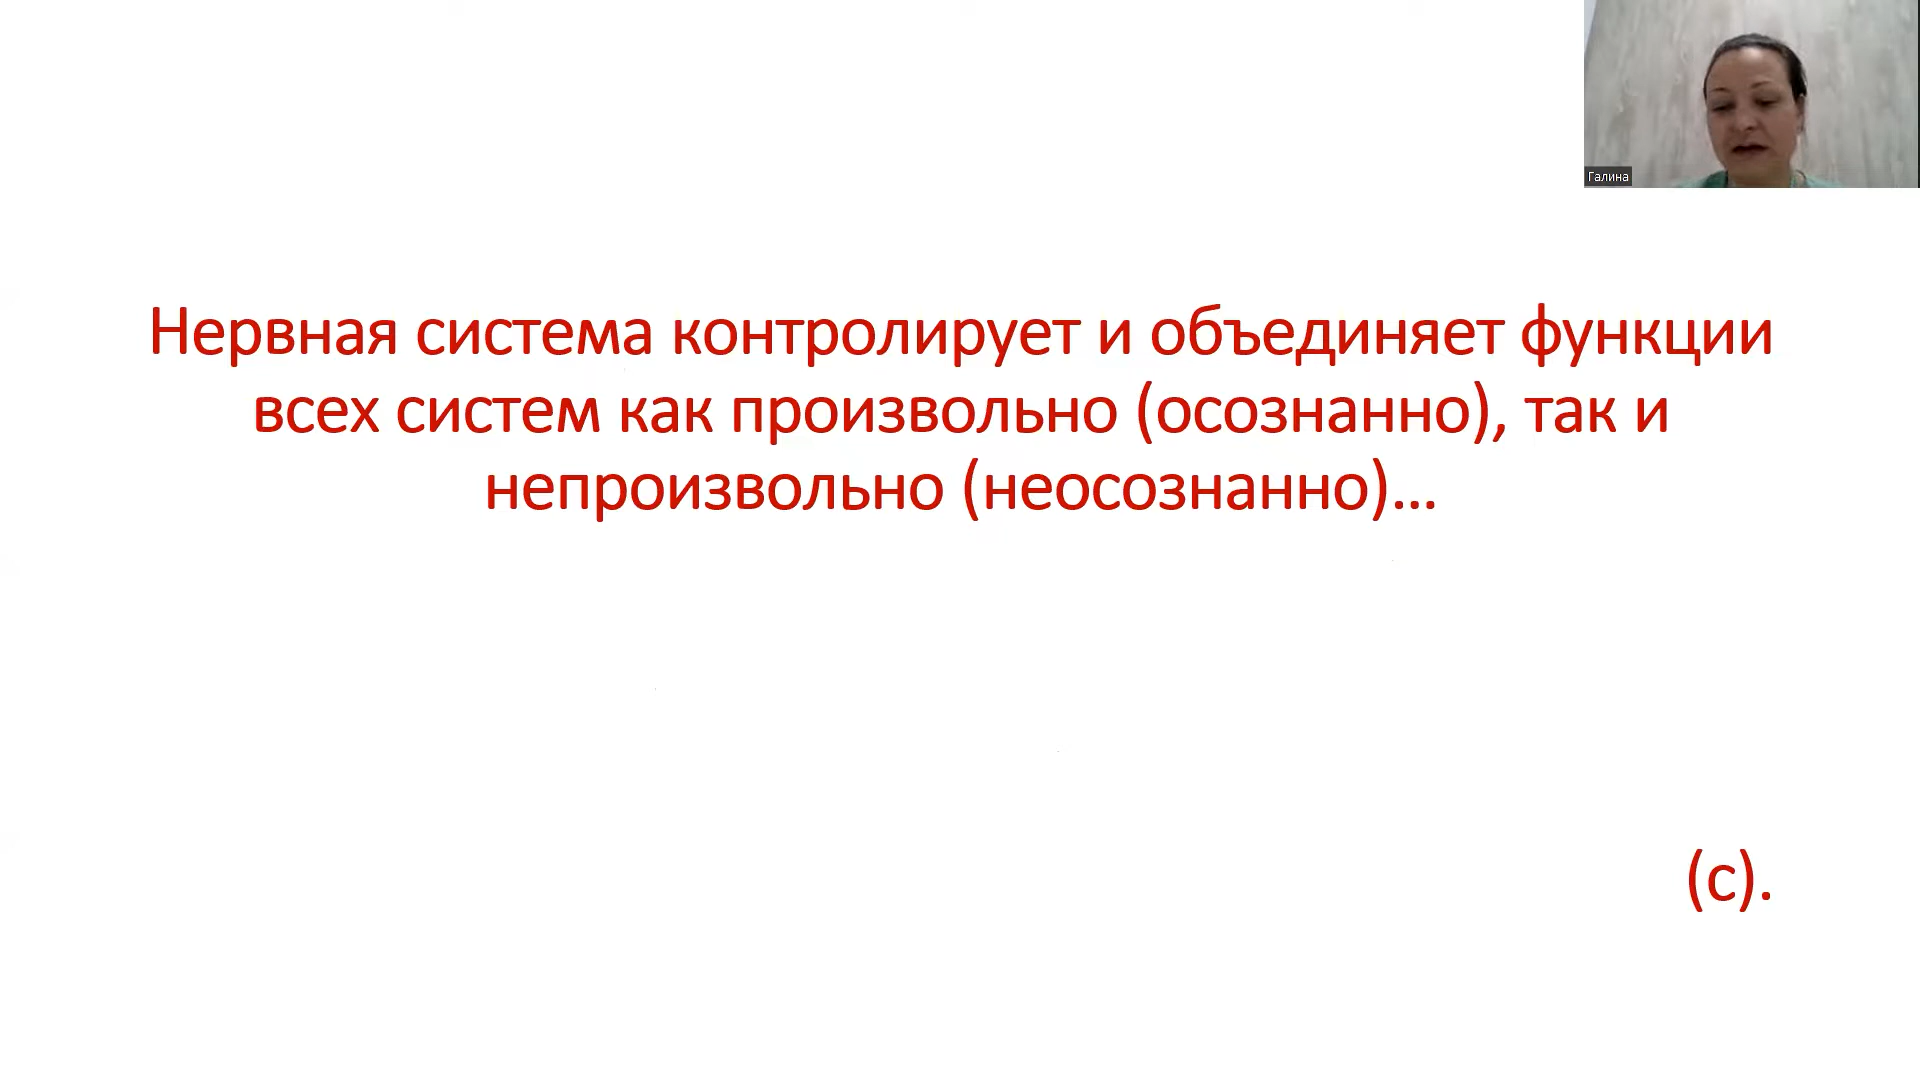 Галина
Нервная система контролирует и объединяет функции
всех систем как произвольно (осознанно), так и
непроизвольно (неосознанно)...
(с).